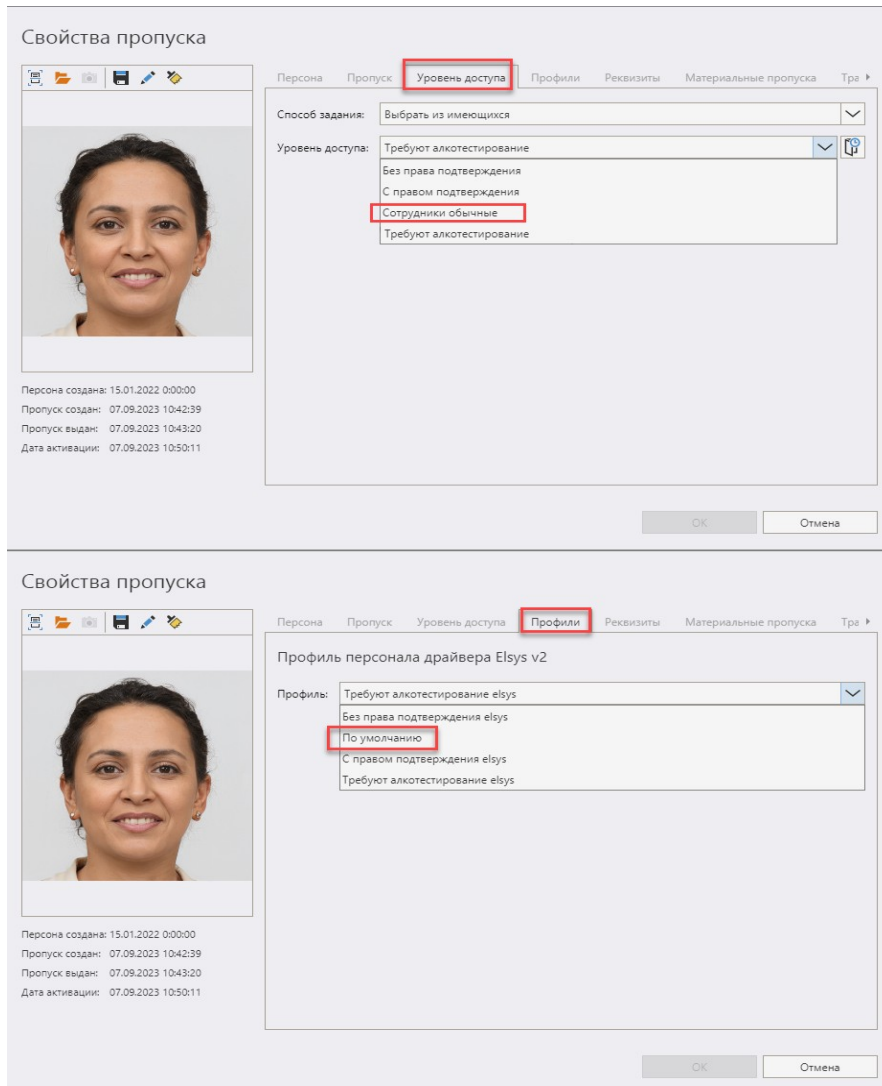 Свойства пропуска
Персона Пропуск Уровень доступа Профили Реквизиты Материальные пропуска Тра
Способ задания: Выбрать из имеющихся
Уровень доступа: Требуют алкотестирование
Без права подтверждения
С правом подтверждения
Сотрудники обычные
Требуют алкотестирование
Персона создана: 15.01.2022 0:00:00
Пропуск создан: 07.09.2023 10:42:39
Пропуск выдан: 07.09.2023 10:43:20
Дата активации: 07.09.2023 10:50:11
ОК Отмена
Свойства пропуска
Персона Пропуск Уровень доступа Профили Реквизиты Материальные пропуска Тра
Профиль персонала драйвера Elsys v2
Профиль: Требуют алкотестирование elsys
Без права подтверждения elsys
По умолчанию
С правом подтверждения elsys
Требуют алкотестирование elsys
Персона создана: 15.01.2022 0:00:00
Пропуск создан: 07.09.2023 10:42:39
Пропуск выдан: 07.09.2023 10:43:20
Дата активации: 07.09.2023 10:50:11
ОК Отмена